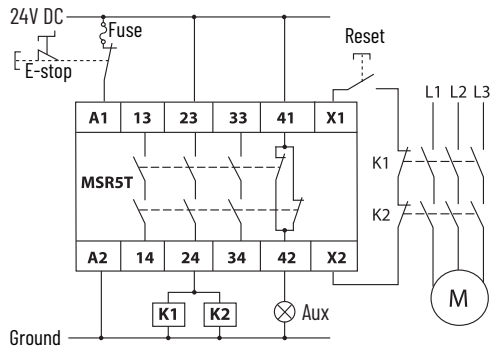 24V DC
Fuse
E-stop
Reset
L1 L2 L3
A1 13 23 33 41 X1
K1
MSR5T
K2
A2 14 24 34 42 X2
K1 K2 Aux
M
Ground